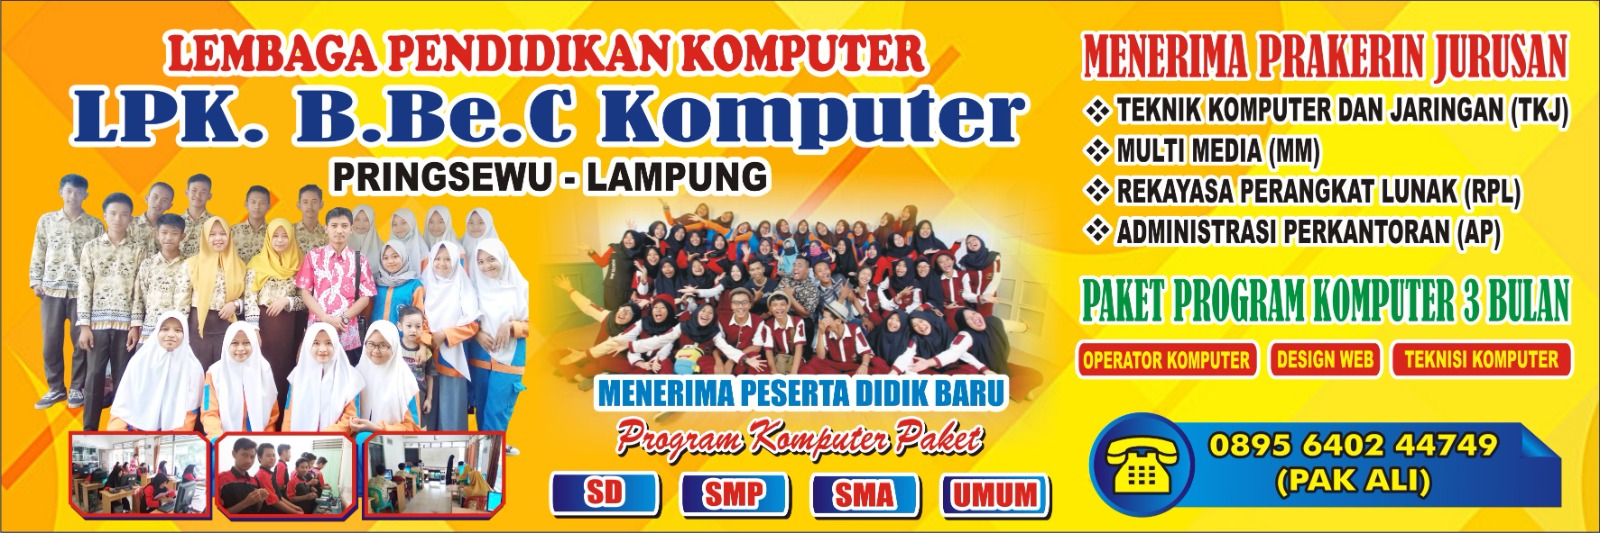 LEMBAGA PENDIDIKAN KOMPUTER
LPK. B.Be.C Komputer
PRINGSEWU - LAMPUNG
MENERIMA PESERTA DIDIK BARU
Program Komputer Paket
SD
SMP
SMA
UMUM
MENERIMA PRAKERIN JURUSAN
❖ TEKNIK KOMPUTER DAN JARINGAN (TKJ)
❖ MULTI MEDIA (MM)
❖ REKAYASA PERANGKAT LUNAK (RPL)
❖ ADMINISTRASI PERKANTORAN (AP)
PAKET PROGRAM KOMPUTER 3 BULAN
OPERATOR KOMPUTER
DESIGN WEB
TEKNISI KOMPUTER
0895 6402 44749
(PAK ALI)